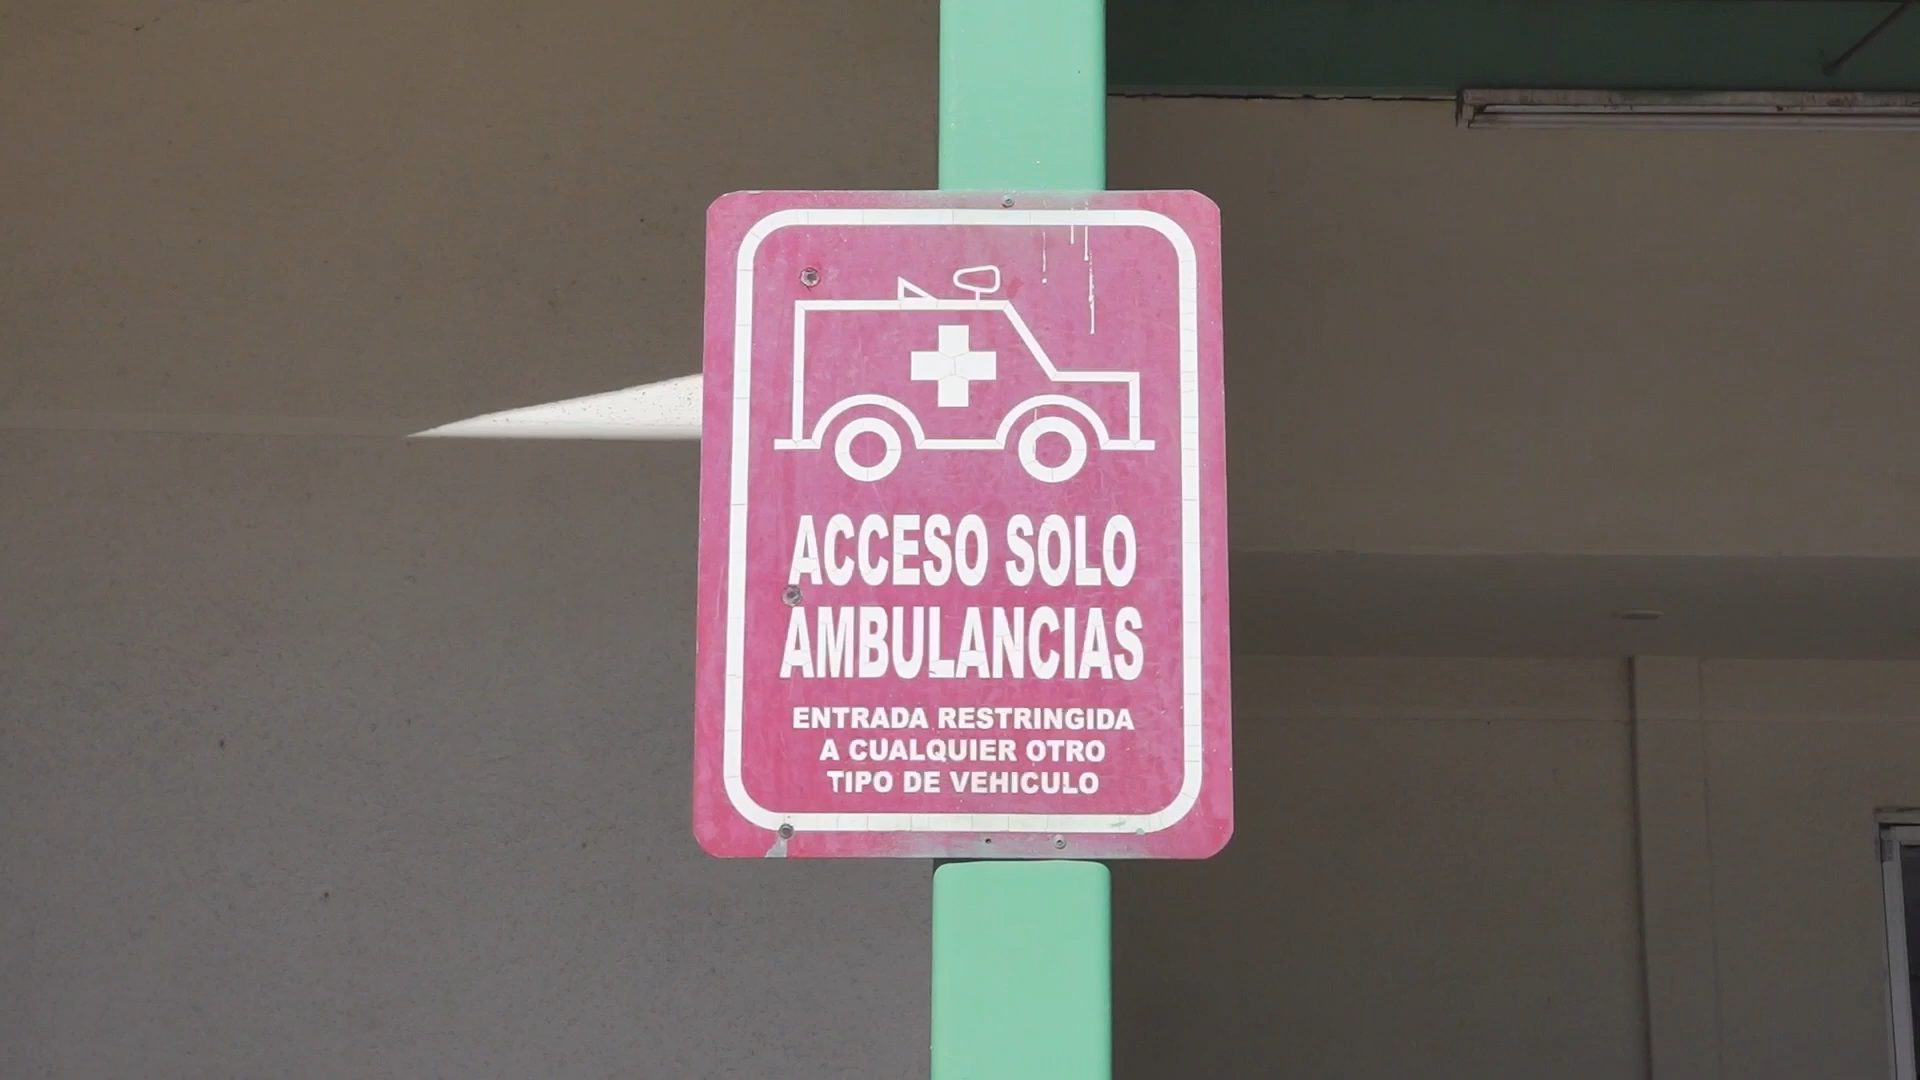 ACCESO SOLO
AMBULANCIAS
ENTRADA RESTRINGIDA
A CUALQUIER OTRO
TIPO DE VEHICULO